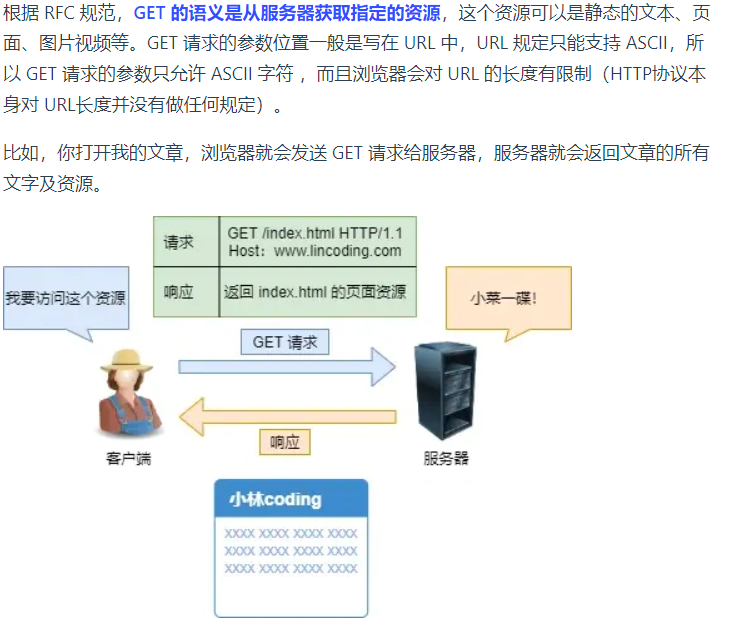 根据 RFC 规范，GET 的语义是从服务器获取指定的资源，这个资源可以是静态的文本、页
面、图片视频等。GET 请求的参数位置一般是写在 URL 中，URL 规定只能支持 ASCII，所
以 GET 请求的参数只允许 ASCII 字符 ，而且浏览器会对 URL 的长度有限制（HTTP协议本
身对 URL长度并没有做任何规定）。
比如，你打开我的文章，浏览器就会发送 GET 请求给服务器，服务器就会返回文章的所有
文字及资源。
请求
GET /index.html HTTP/1.1
Host：www.lincoding.com
响应
返回 index.html 的页面资源
我要访问这个资源
小菜一碟！
GET 请求
响应
客户端
服务器
小林coding
XXXX XXXX XXXX XXXX
XXXX XXXX XXXX XXXX
XXXX XXXX XXXX XXXX